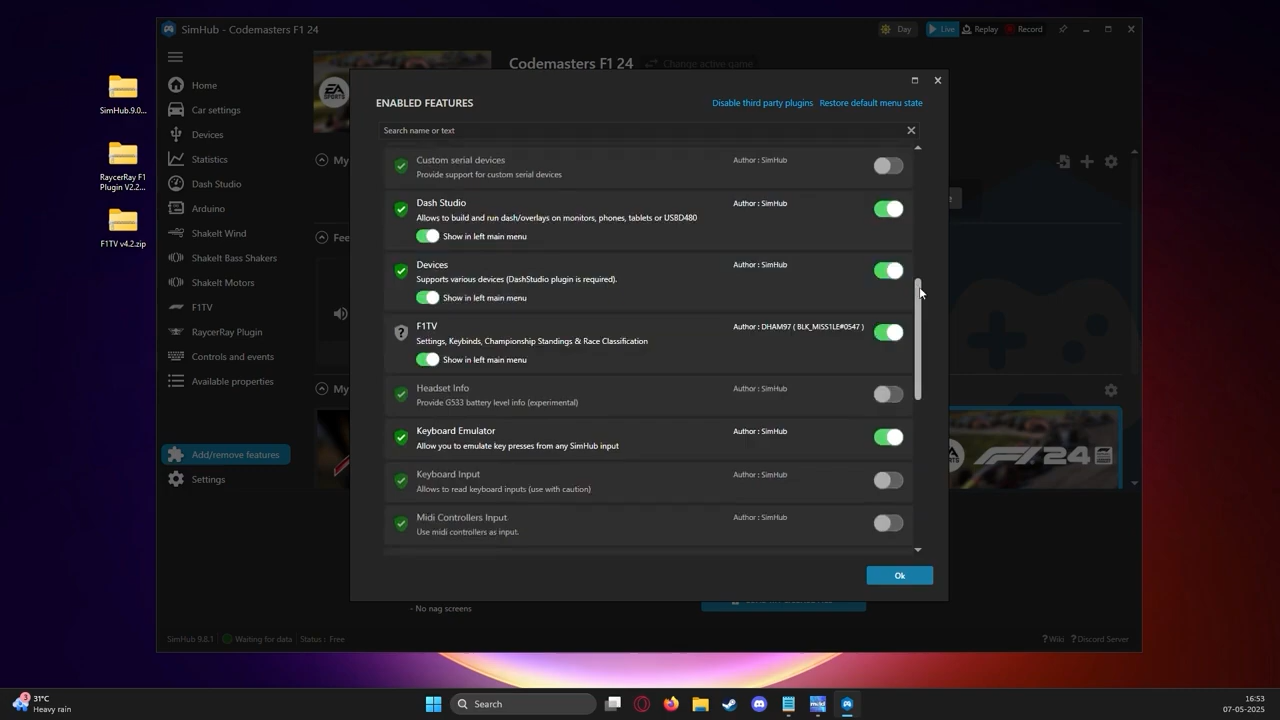 SimHub - Codemasters F1 24
Day
Live
Replay
Record
Home
Car settings
Devices
Statistics
Dash Studio
Arduino
ShakeIt Wind
ShakeIt Bass Shakers
ShakeIt Motors
F1TV
RaycerRay Plugin
Controls and events
Available properties
Add/remove features
Settings
SimHub.9.0...
RaycerRay F1
Plugin V2.2...
F1TV v4.2.zip
Codemasters F1 24
Change active game
My
Fee
My
ENABLED FEATURES
Disable third party plugins
Restore default menu state
Search name or text
Custom serial devices
Author : SimHub
Provide support for custom serial devices
Dash Studio
Author : SimHub
Allows to build and run dash/overlays on monitors, phones, tablets or USBD480
Show in left main menu
Devices
Author : SimHub
Supports various devices (DashStudio plugin is required).
Show in left main menu
F1TV
Author : DHAM97 ( BLK_MISS1LE#0547 )
Settings, Keybinds, Championship Standings & Race Classification
Show in left main menu
Headset Info
Author : SimHub
Provide G533 battery level info (experimental)
Keyboard Emulator
Author : SimHub
Allow you to emulate key presses from any SimHub input
Keyboard Input
Author : SimHub
Allows to read keyboard inputs (use with caution)
Midi Controllers Input
Author : SimHub
Use midi controllers as input.
Ok
- No nag screens
F1 24
SimHub 9.8.1
Waiting for data
Status : Free
Wiki
Discord Server
3
31°C
Heavy rain
Search
16:53
07-05-2025